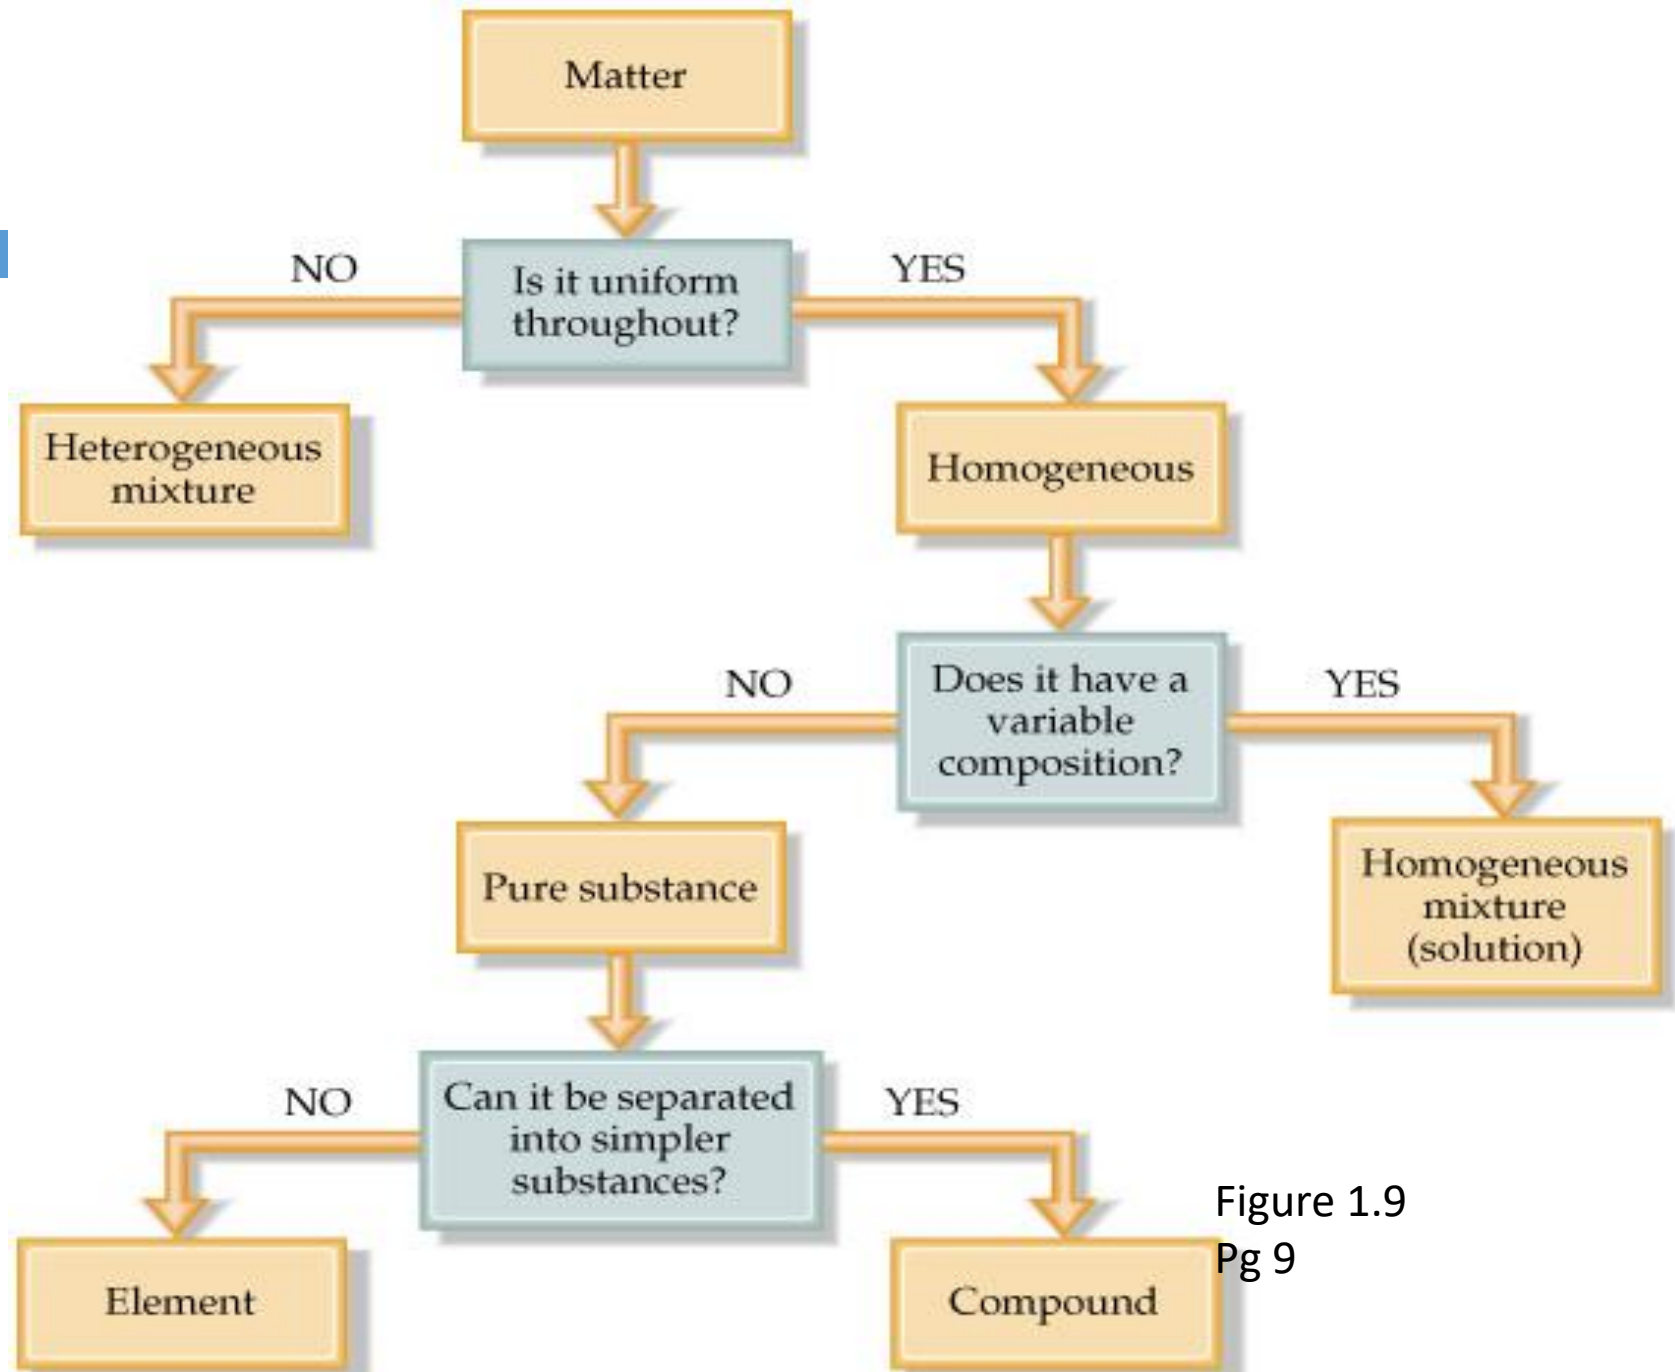 Matter
NO
Is it uniform
throughout?
YES
Heterogeneous
mixture
Homogeneous
NO
Does it have a
variable
composition?
YES
Pure substance
Homogeneous
mixture
(solution)
NO
Can it be separated
into simpler
substances?
YES
Element
Compound
Figure 1.9
Pg 9